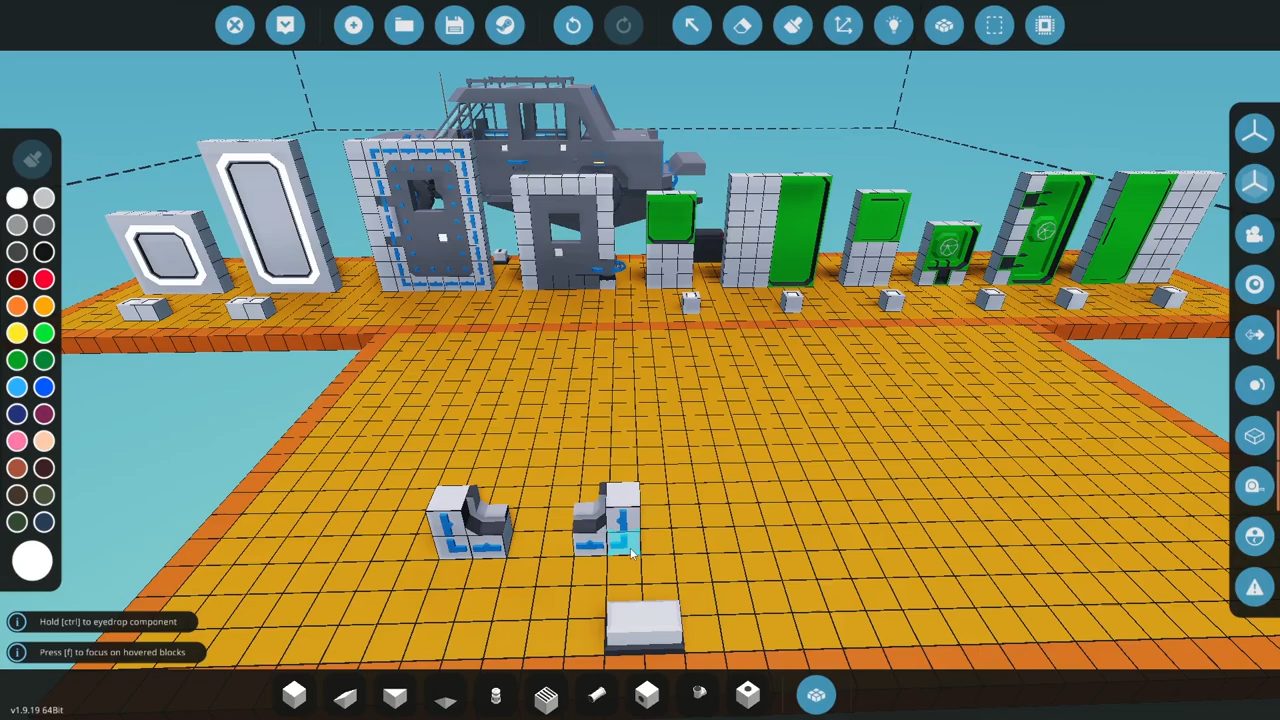 Hold [ctrl] to eyedrop component
Press [f] to focus on hovered blocks
v1.9.19 64Bit